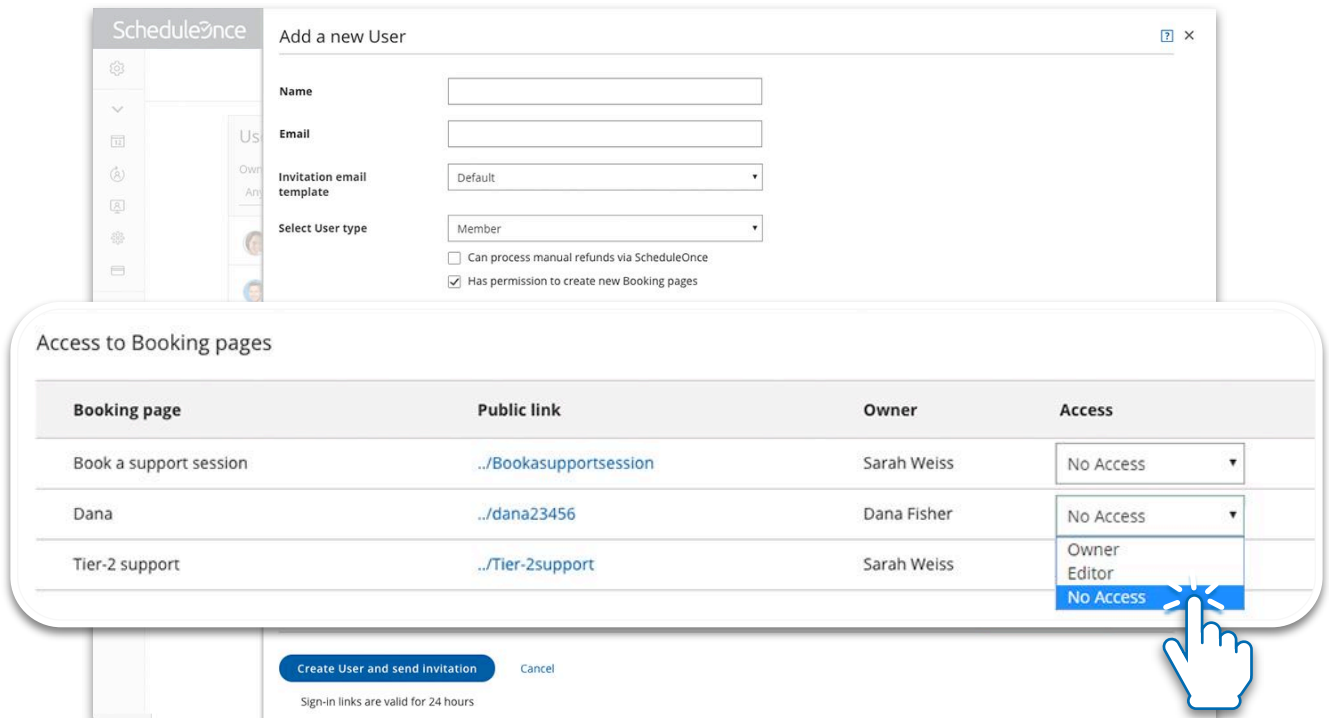 ScheduleOnce
Add a new User
?
Name
12
Use
Email
Own
Any
Invitation email
template
Default
Select User type
Member
Can process manual refunds via ScheduleOnce
Has permission to create new Booking pages
Access to Booking pages
Booking page Public link Owner Access
Book a support session ../Bookasupportsession Sarah Weiss No Access
Dana ../dana23456 Dana Fisher No Access
Owner
Tier-2 support ../Tier-2support Sarah Weiss
Editor
No Access
Create User and send invitation Cancel
Sign-in links are valid for 24 hours